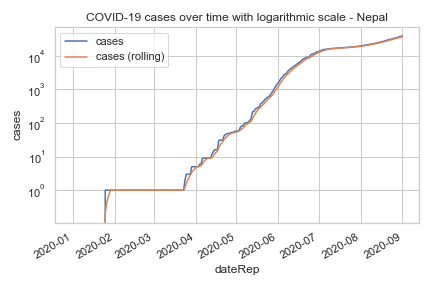 COVID-19 cases over time with logarithmic scale - Nepal
cases
cases (rolling)
10^4
10^3
10^2
10^1
10^0
cases
2020-01
2020-02
2020-03
2020-04
2020-05
2020-06
2020-07
2020-08
2020-09
dateRep